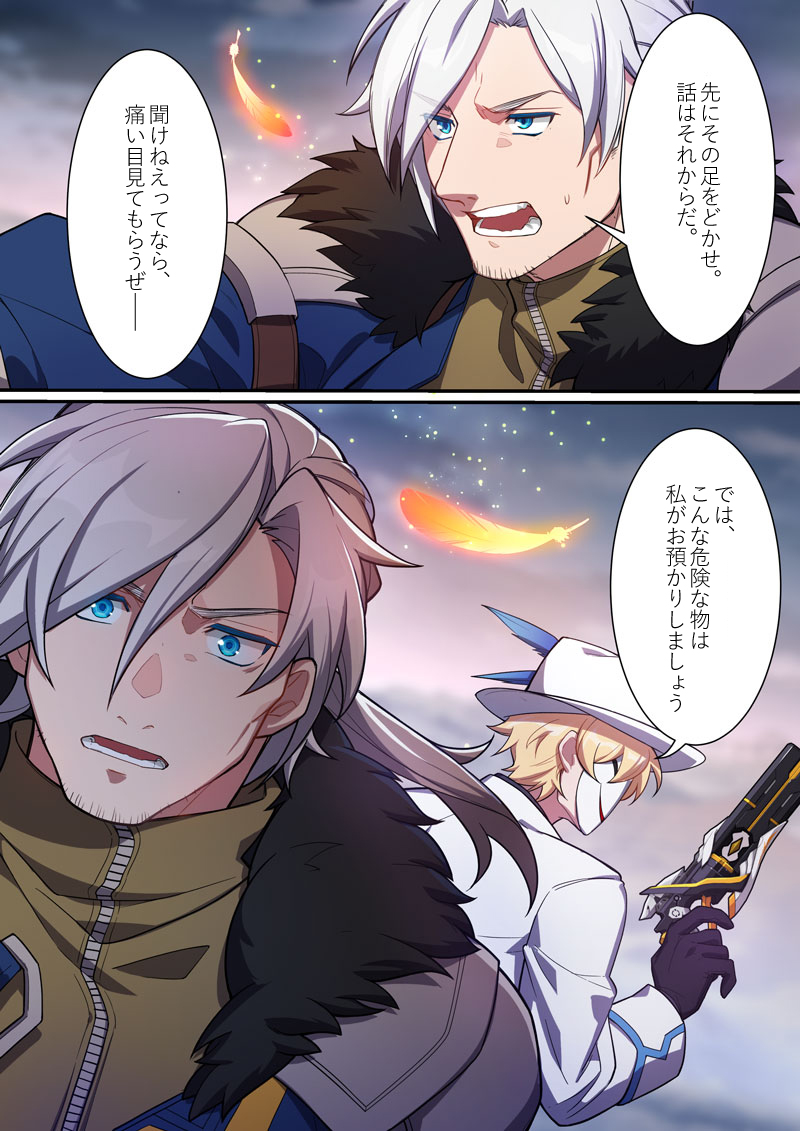 先にその足をどかせ。
話はそれからだ。
聞けねえってなら、
痛い目見てもらうぜ――
では、
こんな危険な物は
私がお預かりしましょう